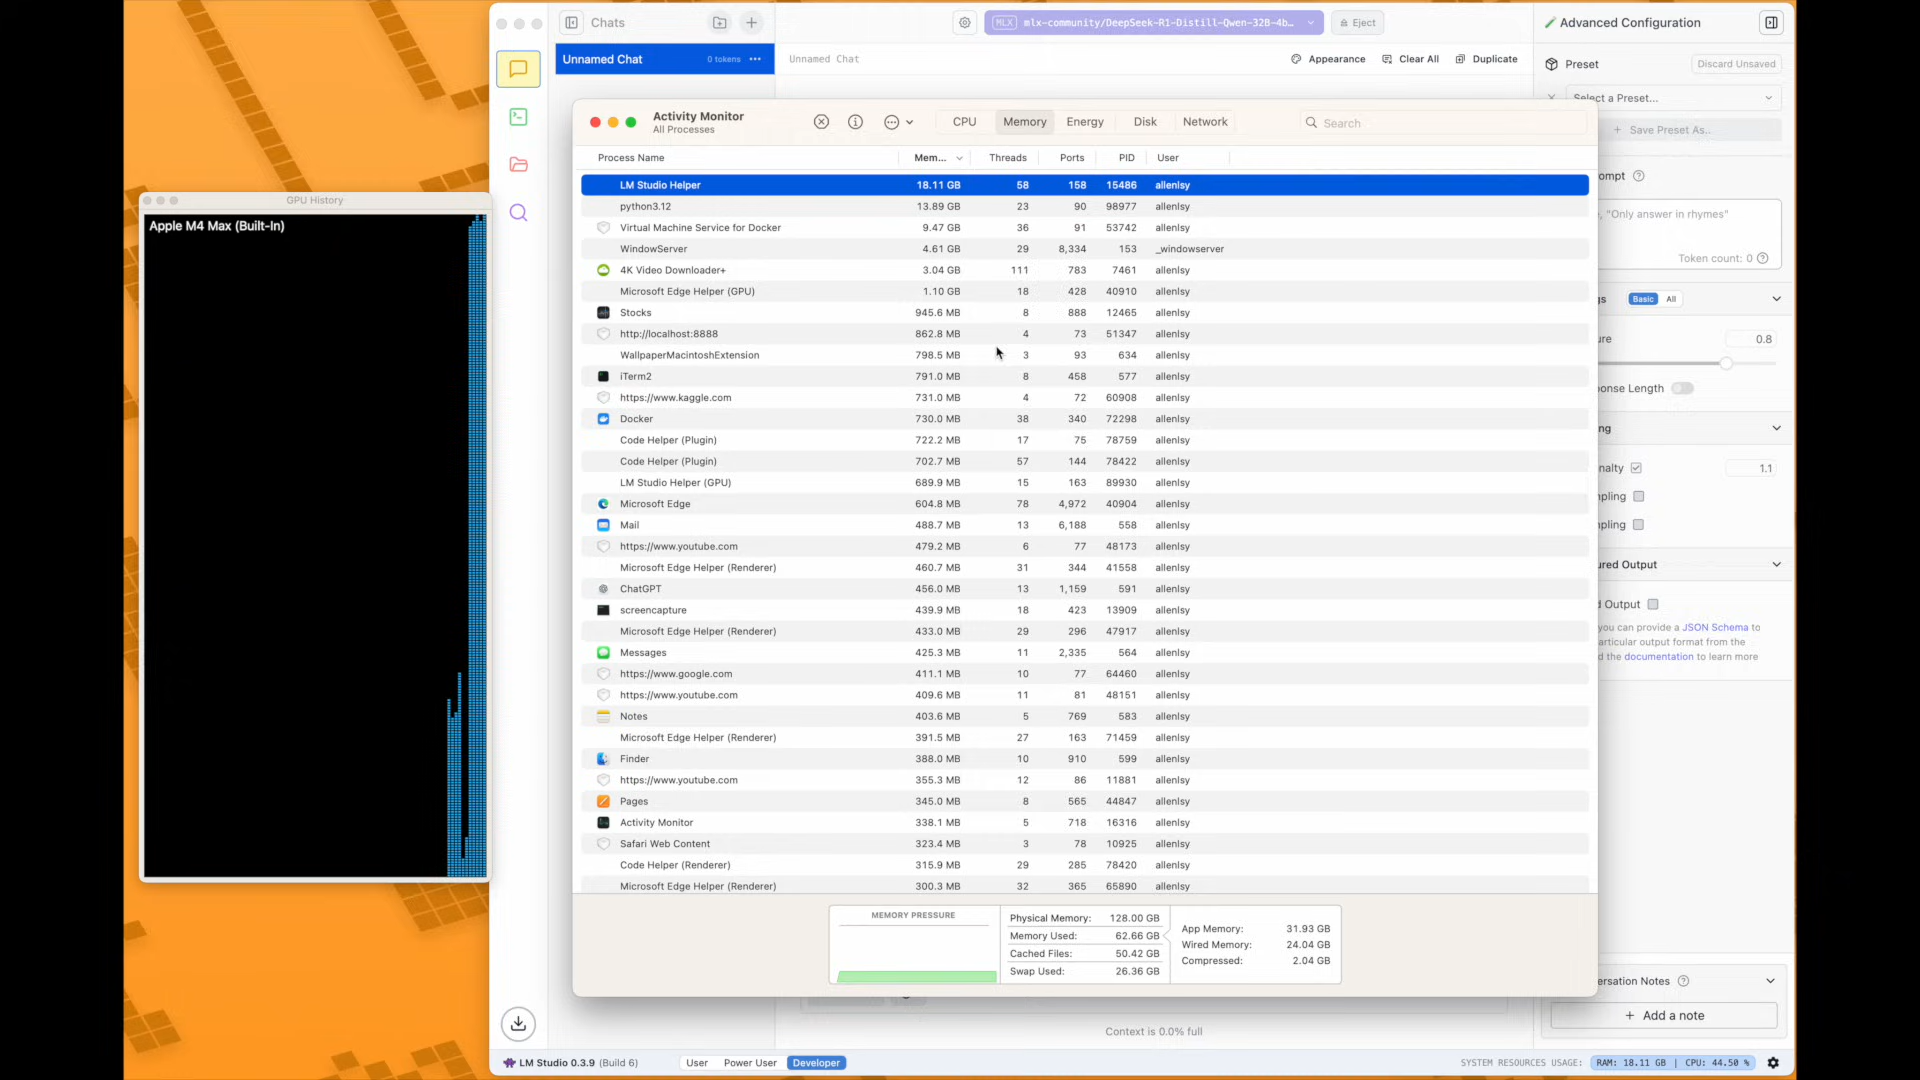 Chats
MLX mlx-community/DeepSeek-R1-Distill-Qwen-32B-4b…
Eject
Advanced Configuration
Unnamed Chat 0 tokens
Unnamed Chat
Appearance
Clear All
Duplicate
Preset
Discard Unsaved
Select a Preset...
+ Save Preset As..
GPU History
Apple M4 Max (Built-In)
Activity Monitor
All Processes
CPU Memory Energy Disk Network
Search
Process Name Mem... Threads Ports PID User
LM Studio Helper 18.11 GB 58 158 15486 allenlsy
python3.12 13.89 GB 23 90 98977 allenlsy
Virtual Machine Service for Docker 9.47 GB 36 91 53742 allenlsy
WindowServer 4.61 GB 29 8,334 153 _windowserver
4K Video Downloader+ 3.04 GB 111 783 7461 allenlsy
Microsoft Edge Helper (GPU) 1.10 GB 18 428 40910 allenlsy
Stocks 945.6 MB 8 888 12465 allenlsy
http://localhost:8888 862.8 MB 4 73 51347 allenlsy
WallpaperMacintoshExtension 798.5 MB 3 93 634 allenlsy
iTerm2 791.0 MB 8 458 577 allenlsy
https://www.kaggle.com 731.0 MB 4 72 60908 allenlsy
Docker 730.0 MB 38 340 72298 allenlsy
Code Helper (Plugin) 722.2 MB 17 75 78759 allenlsy
Code Helper (Plugin) 702.7 MB 57 144 78422 allenlsy
LM Studio Helper (GPU) 689.9 MB 15 163 89930 allenlsy
Microsoft Edge 604.8 MB 78 4,972 40904 allenlsy
Mail 488.7 MB 13 6,188 558 allenlsy
https://www.youtube.com 479.2 MB 6 77 48173 allenlsy
Microsoft Edge Helper (Renderer) 460.7 MB 31 344 41558 allenlsy
ChatGPT 456.0 MB 13 1,159 591 allenlsy
screencapture 439.9 MB 18 423 13909 allenlsy
Microsoft Edge Helper (Renderer) 433.0 MB 29 296 47917 allenlsy
Messages 425.3 MB 11 2,335 564 allenlsy
https://www.google.com 411.1 MB 10 77 64460 allenlsy
https://www.youtube.com 409.6 MB 11 81 48151 allenlsy
Notes 403.6 MB 5 769 583 allenlsy
Microsoft Edge Helper (Renderer) 391.5 MB 27 163 71459 allenlsy
Finder 388.0 MB 10 910 599 allenlsy
https://www.youtube.com 355.3 MB 12 86 11881 allenlsy
Pages 345.0 MB 8 565 44847 allenlsy
Activity Monitor 338.1 MB 5 718 16316 allenlsy
Safari Web Content 323.4 MB 3 78 10925 allenlsy
Code Helper (Renderer) 315.9 MB 29 285 78420 allenlsy
Microsoft Edge Helper (Renderer) 300.3 MB 32 365 65890 allenlsy
MEMORY PRESSURE
Physical Memory: 128.00 GB
Memory Used: 62.66 GB
Cached Files: 50.42 GB
Swap Used: 26.36 GB
App Memory: 31.93 GB
Wired Memory: 24.04 GB
Compressed: 2.04 GB
ompt
, "Only answer in rhymes"
Token count: 0
gs Basic All
ure 0.8
onse Length
ng
nalty 1.1
mpling
mpling
ured Output
d Output
you can provide a JSON Schema to
articular output format from the
d the documentation to learn more
ersation Notes
+ Add a note
Context is 0.0% full
LM Studio 0.3.9 (Build 6)
User Power User Developer
SYSTEM RESOURCES USAGE: RAM: 18.11 GB | CPU: 44.50 %